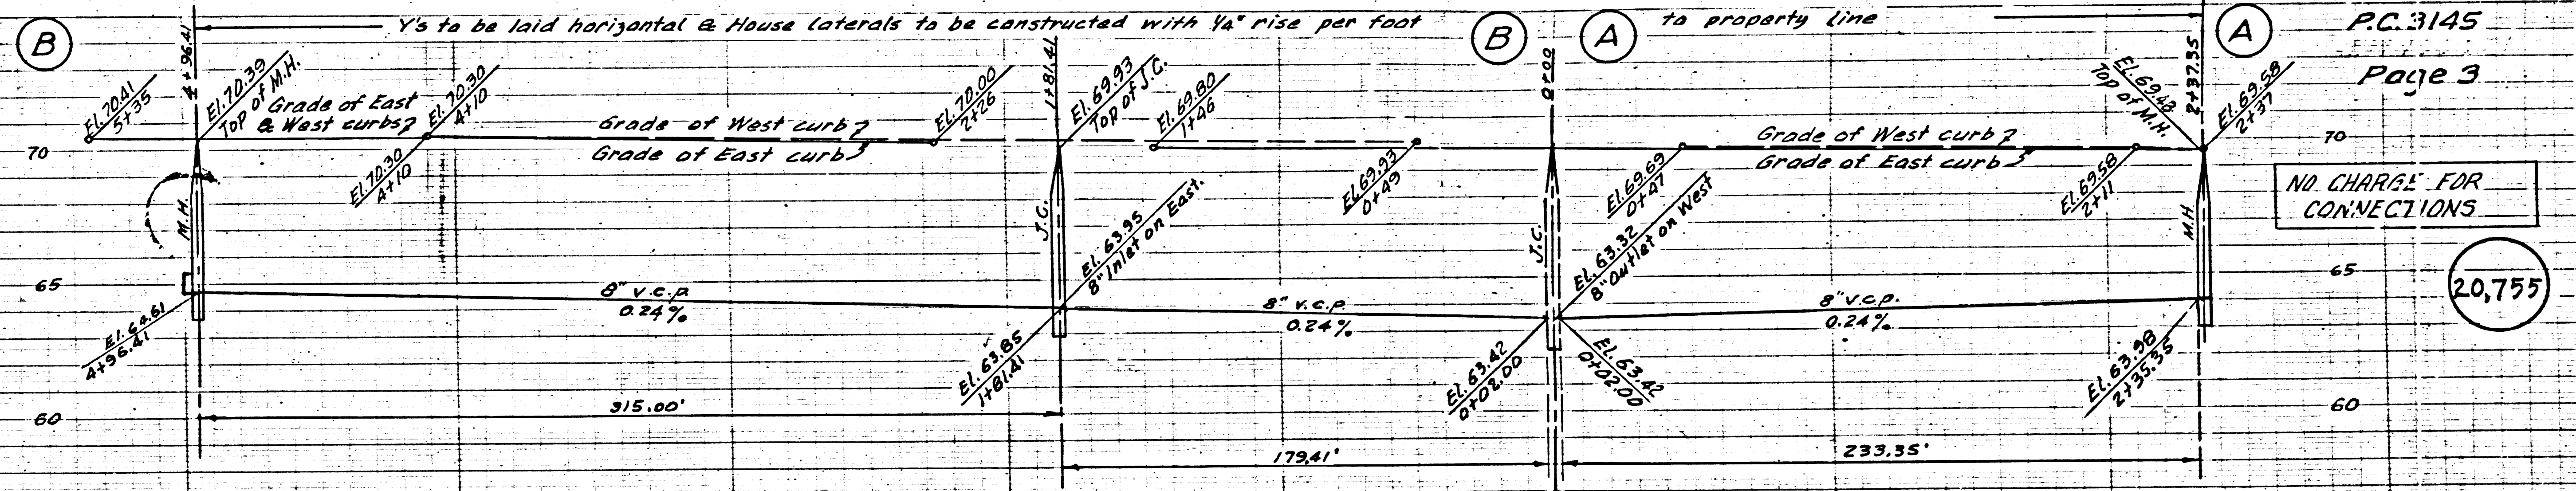 Y's to be laid horizontal & House laterals to be constructed with 1/4" rise per foot
to property line
B
B
A
A
P.C. 3145
Page 3
4+96.41
1+81.41
0+00
2+37.35
El. 70.41
5+35
El. 70.39
Top of M.H.
Grade of East
& West curbs
El. 70.30
4+10
El. 70.30
4+10
Grade of West curb
Grade of East curb
El. 70.00
2+26
El. 69.93
Top of J.C.
El. 69.80
1+46
El. 69.93
0+49
El. 69.69
0+47
Grade of West curb
Grade of East curb
El. 69.58
2+11
El. 69.43
Top of M.H.
El. 69.58
2+37
70
70
NO CHARGE FOR
CONNECTIONS
M.H.
J.C.
J.C.
M.H
El. 63.95
8" Inlet on East.
El. 63.32
8" Outlet on West
65
65
20,755
8" v.c.p.
0.24%
8" v.c.p.
0.24%
8" v.c.p.
0.24%
El. 64.61
4+96.41
El. 63.85
1+81.41
El. 63.42
0+02.00
El. 63.42
0+02.00
El. 63.98
2+35.35
60
60
315.00'
179.41'
233.35'